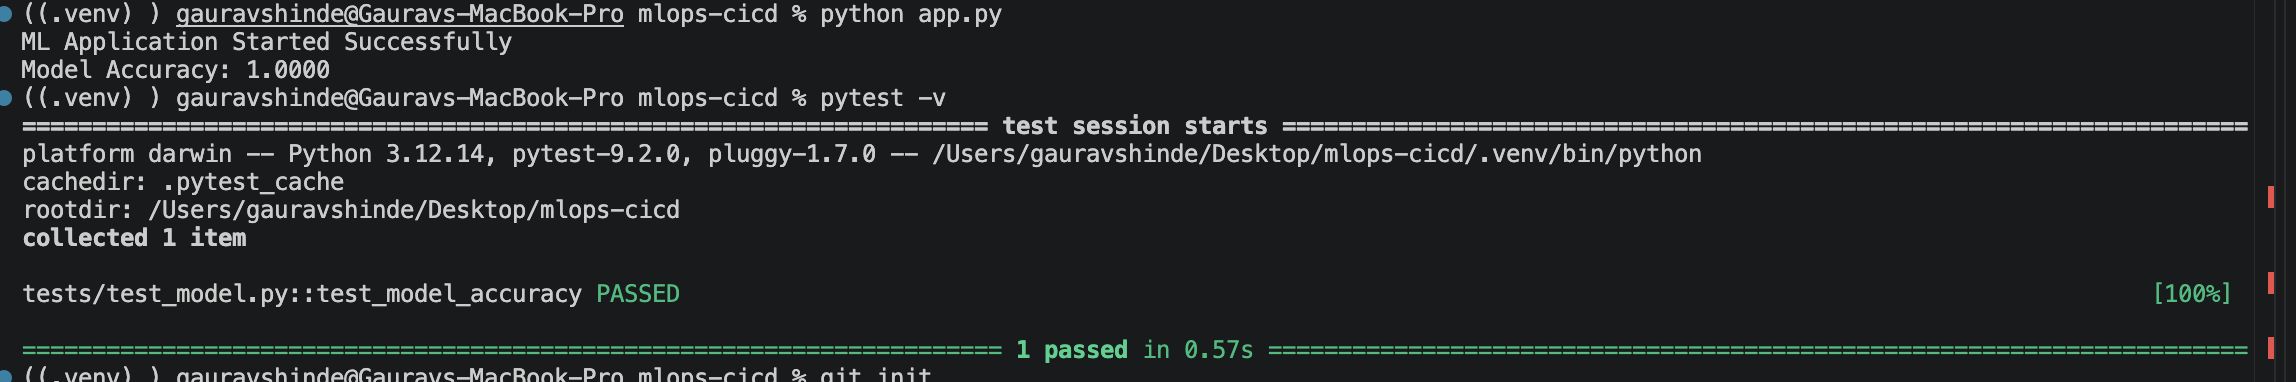 ((.venv) ) gauravshinde@Gauravs-MacBook-Pro mlops-cicd % python app.py
ML Application Started Successfully
Model Accuracy: 1.0000
((.venv) ) gauravshinde@Gauravs-MacBook-Pro mlops-cicd % pytest -v
===================================================================== test session starts =====================================================================
platform darwin -- Python 3.12.14, pytest-9.2.0, pluggy-1.7.0 -- /Users/gauravshinde/Desktop/mlops-cicd/.venv/bin/python
cachedir: .pytest_cache
rootdir: /Users/gauravshinde/Desktop/mlops-cicd
collected 1 item
tests/test_model.py::test_model_accuracy PASSED [100%]
====================================================================== 1 passed in 0.57s ======================================================================
((.venv) ) gauravshinde@Gauravs-MacBook-Pro mlops-cicd % git init